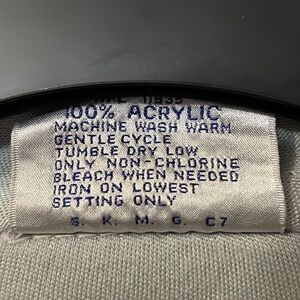 100% ACRYLIC
MACHINE WASH WARM
GENTLE CYCLE
TUMBLE DRY LOW
ONLY NON-CHLORINE
BLEACH WHEN NEEDED
IRON ON LOWEST
SETTING ONLY
S. K. M. G. C7